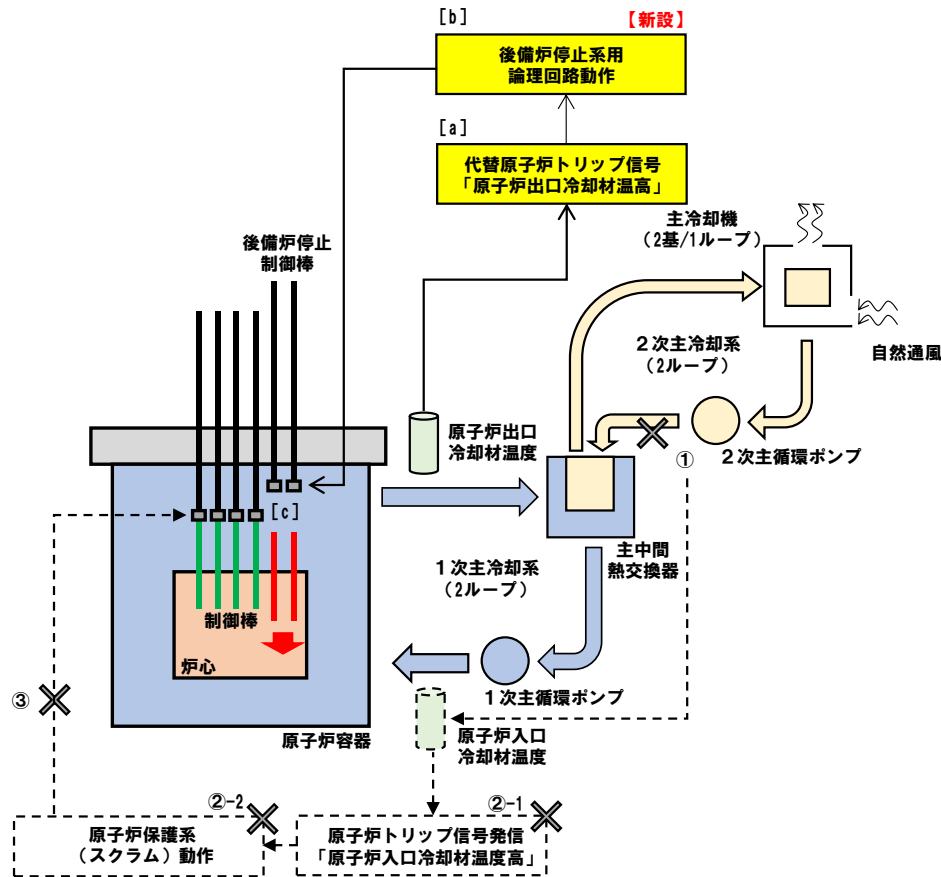 [b]
【新設】
後備炉停止系用
論理回路動作
[a]
代替原子炉トリップ信号
「原子炉出口冷却材温高」
主冷却機
（2基/1ループ）
後備炉停止
制御棒
２次主冷却系
（2ループ）
自然通風
原子炉出口
冷却材温度
２次主循環ポンプ
①
[c]
主中間
熱交換器
１次主冷却系
（2ループ）
制御棒
炉心
１次主循環ポンプ
③
原子炉容器
原子炉入口
冷却材温度
②-2
②-1
原子炉保護系
（スクラム）動作
原子炉トリップ信号発信
「原子炉入口冷却材温度高」